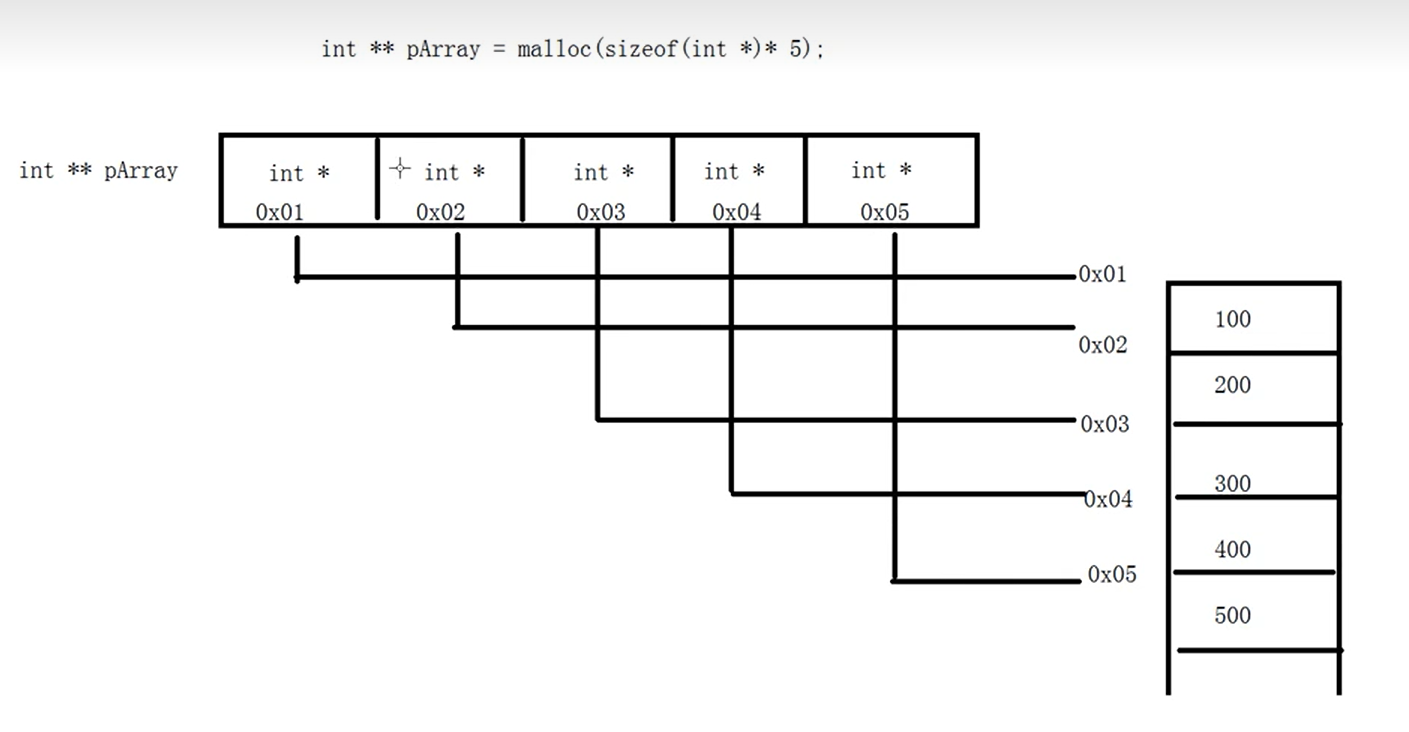 int ** pArray = malloc(sizeof(int *)* 5);
int ** pArray
int * int * int * int * int *
0x01 0x02 0x03 0x04 0x05
0x01
100
0x02
200
0x03
300
0x04
400
0x05
500